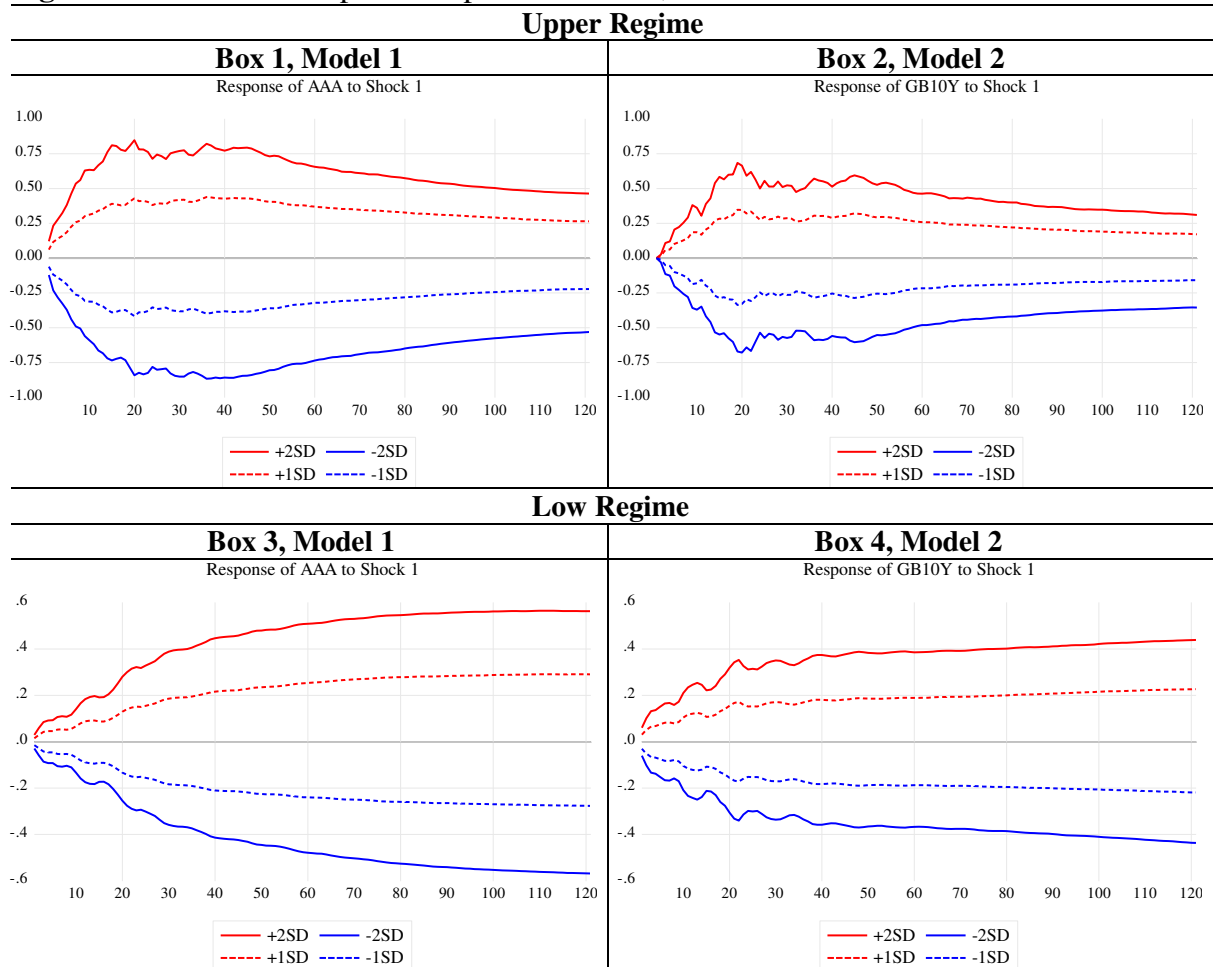 Upper Regime
Box 1, Model 1
Response of AAA to Shock 1
1.00
0.75
0.50
0.25
0.00
-0.25
-0.50
-0.75
-1.00
10 20 30 40 50 60 70 80 90 100 110 120
+2SD -2SD
+1SD -1SD
Box 2, Model 2
Response of GB10Y to Shock 1
1.00
0.75
0.50
0.25
0.00
-0.25
-0.50
-0.75
-1.00
10 20 30 40 50 60 70 80 90 100 110 120
+2SD -2SD
+1SD -1SD
Low Regime
Box 3, Model 1
Response of AAA to Shock 1
.6
.4
.2
.0
-.2
-.4
-.6
10 20 30 40 50 60 70 80 90 100 110 120
+2SD -2SD
+1SD -1SD
Box 4, Model 2
Response of GB10Y to Shock 1
.6
.4
.2
.0
-.2
-.4
-.6
10 20 30 40 50 60 70 80 90 100 110 120
+2SD -2SD
+1SD -1SD